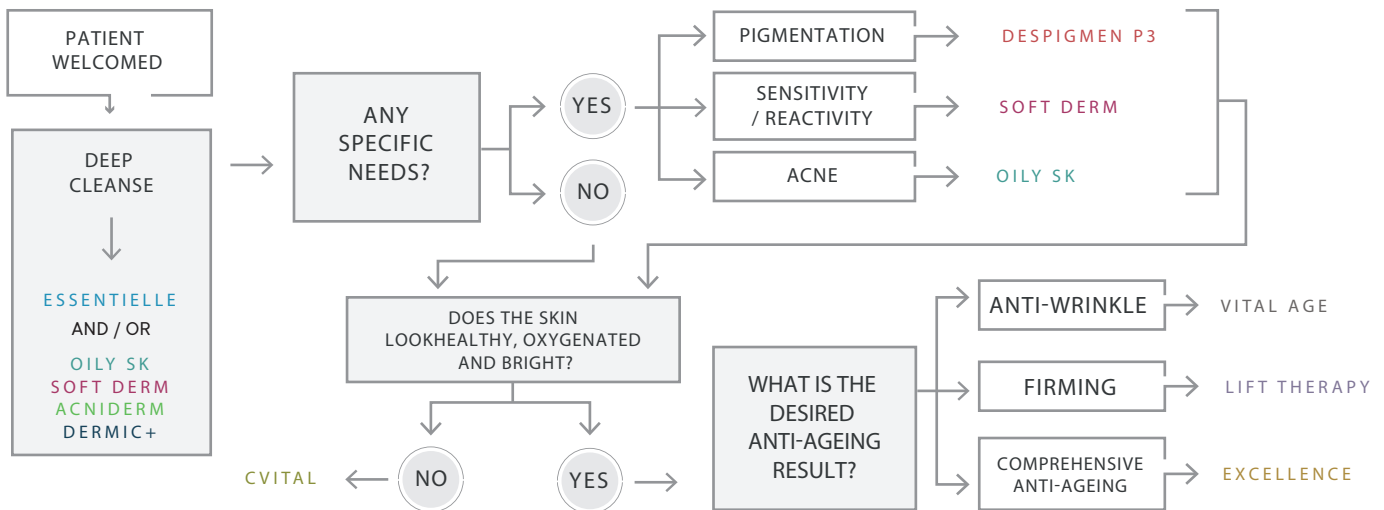 PATIENT
WELCOMED
DEEP
CLEANSE
ESSENTIELLE
AND / OR
OILY SK
SOFT DERM
ACNIDERM
DERMIC+
ANY
SPECIFIC
NEEDS?
YES
NO
PIGMENTATION
DESPIGMEN P3
SENSITIVITY
/ REACTIVITY
SOFT DERM
ACNE
OILY SK
DOES THE SKIN
LOOKHEALTHY, OXYGENATED
AND BRIGHT?
NO
CVITAL
YES
WHAT IS THE
DESIRED
ANTI-AGEING
RESULT?
ANTI-WRINKLE
VITAL AGE
FIRMING
LIFT THERAPY
COMPREHENSIVE
ANTI-AGEING
EXCELLENCE